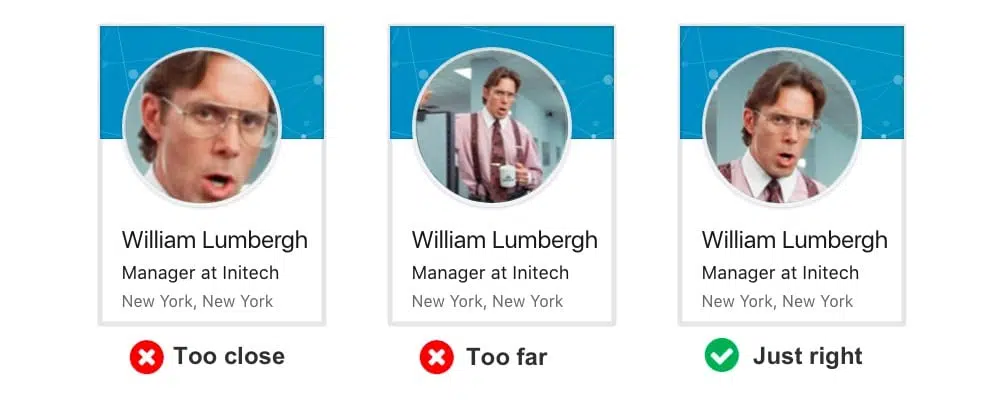 William Lumbergh
Manager at Initech
New York, New York
Too close
William Lumbergh
Manager at Initech
New York, New York
Too far
William Lumbergh
Manager at Initech
New York, New York
Just right